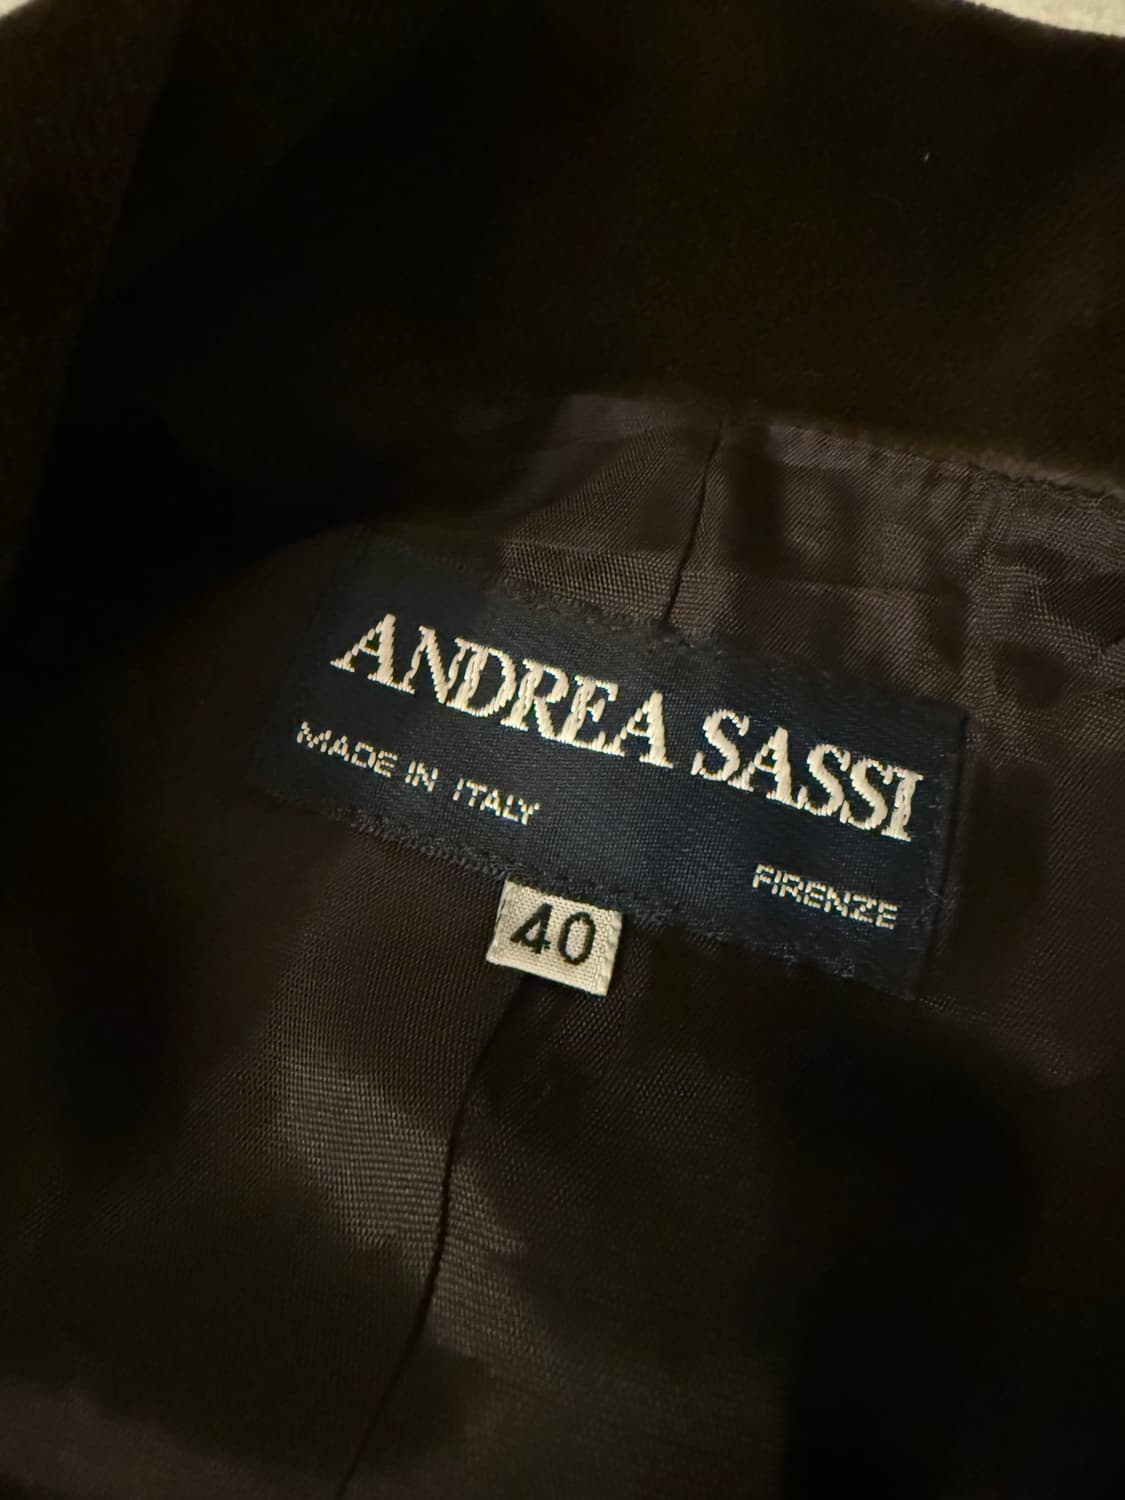 ANDREA SASSI
MADE IN ITALY
FIRENZE
40